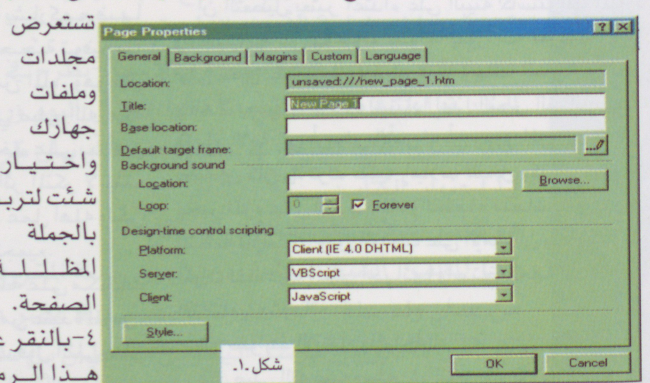 تستعرض
مجلدات
وملفات
جهازك
واختيار
شئت
بالجملة
المظللة
الصفحة.
٤-بالنقر
هذا
Page Properties
General Background Margins Custom Language
Location: unsaved:///new_page_1.htm
Title: New Page 1
Base location:
Default target frame:
Background sound
Location: Browse...
Loop: 0 Forever
Design-time control scripting
Platform: Client (IE 4.0 DHTML)
Server: VBScript
Client: JavaScript
Style...
شكل.١.
OK Cancel